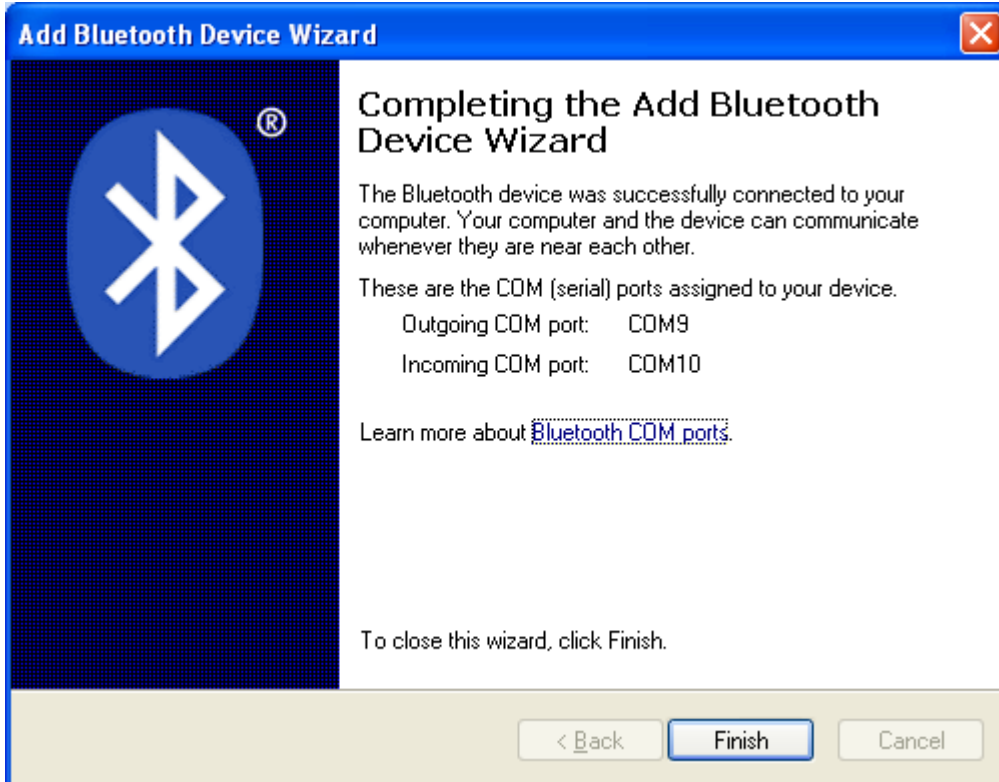 Add Bluetooth Device Wizard
®
Completing the Add Bluetooth
Device Wizard
The Bluetooth device was successfully connected to your
computer. Your computer and the device can communicate
whenever they are near each other.
These are the COM (serial) ports assigned to your device.
Outgoing COM port: COM9
Incoming COM port: COM10
Learn more about Bluetooth COM ports.
To close this wizard, click Finish.
< Back Finish Cancel